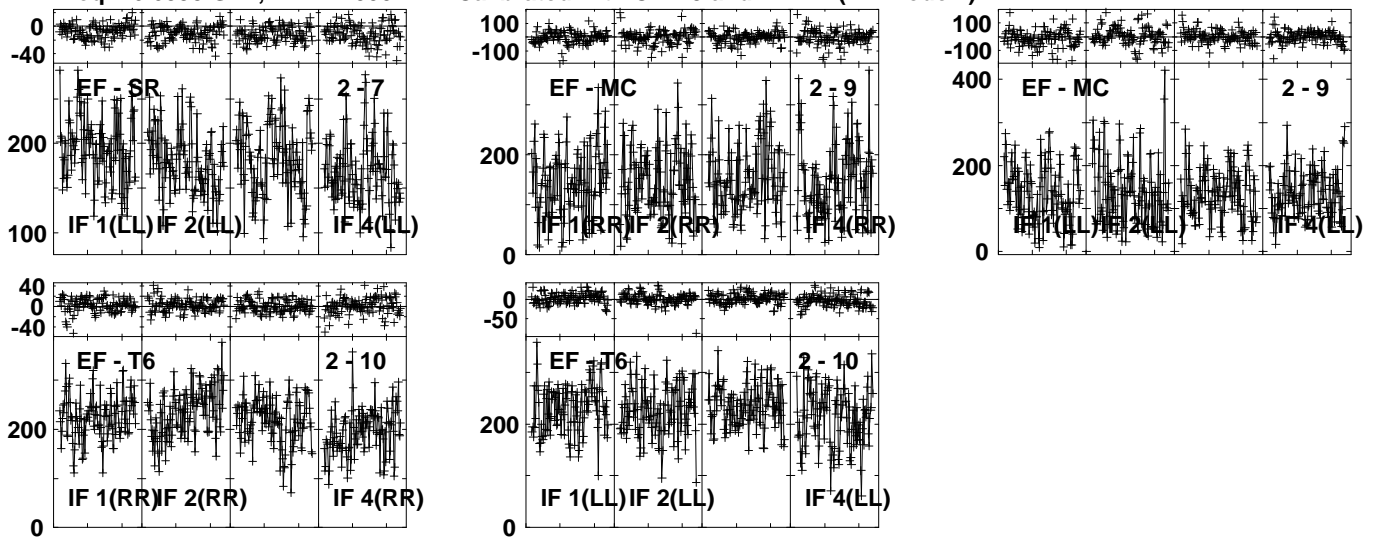 0
-40
EF - SR
2 - 7
200
100
IF 1(LL) IF 2(LL)
IF 4(LL)
100
-100
EF - MC
2 - 9
200
0
IF 1(RR) IF 2(RR)
IF 4(RR)
100
-100
EF - MC
2 - 9
400
200
0
IF 1(LL) IF 2(LL)
IF 4(LL)
40
0
-40
EF - T6
2 - 10
200
0
IF 1(RR) IF 2(RR)
IF 4(RR)
0
-50
EF - T6
2 - 10
200
0
IF 1(LL) IF 2(LL)
IF 4(LL)